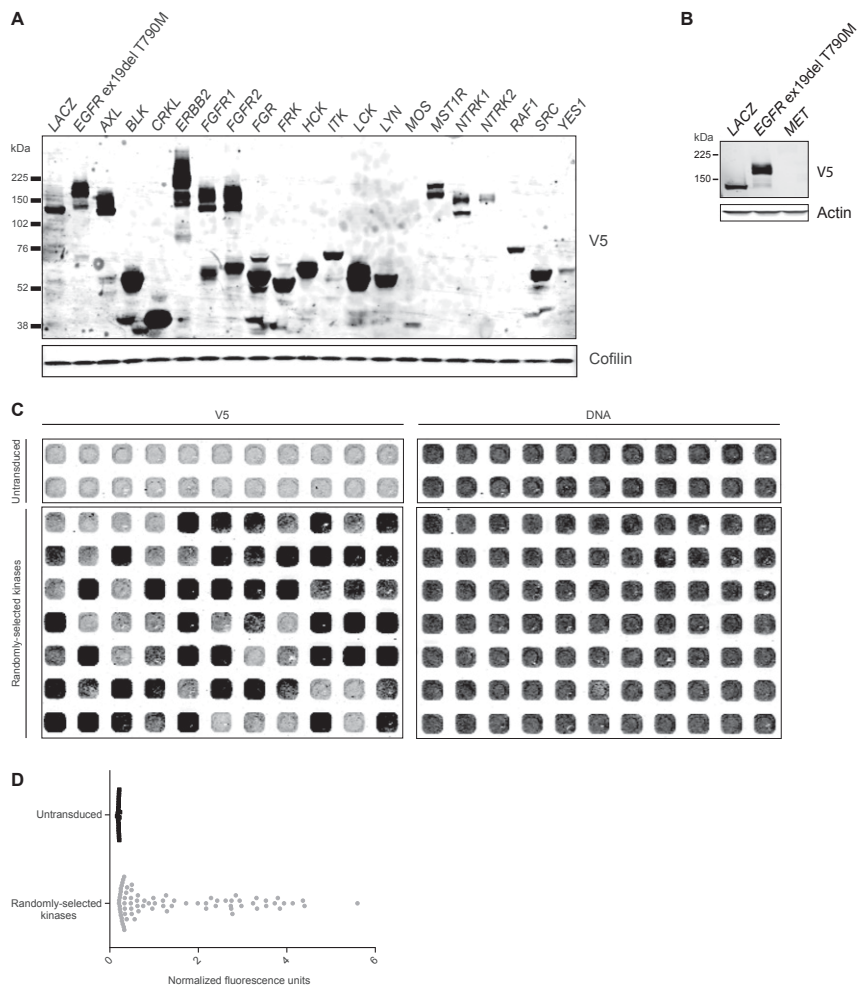 A
B
LACZ
EGFR ex19del T790M
AXL
BLK
CRKL
ERBB2
FGFR1
FGFR2
FGR
FRK
HCK
ITK
LCK
LYN
MOS
MST1R
NTRK1
NTRK2
RAF1
SRC
YES1
kDa
225
150
102
76
52
38
V5
Cofilin
LACZ
EGFR ex19del T790M
MET
kDa
225
150
V5
Actin
C
V5
DNA
Untransduced
Randomly-selected kinases
D
Untransduced
Randomly-selected
kinases
0
2
4
6
Normalized fluorescence units